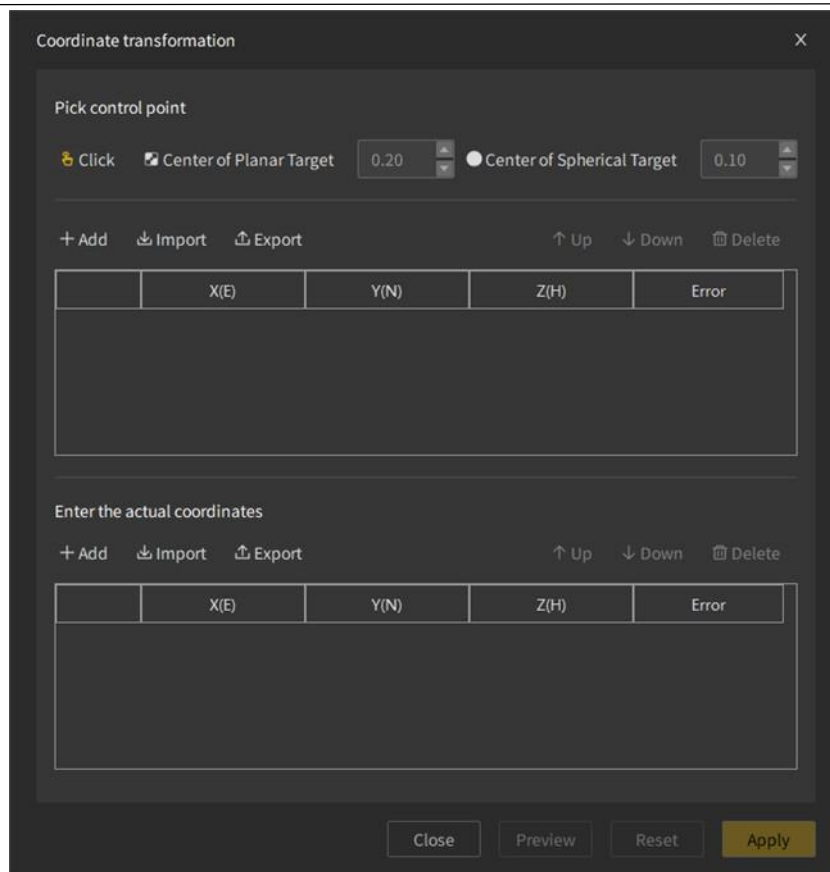 Coordinate transformation X
Pick control point
Click Center of Planar Target 0.20 Center of Spherical Target 0.10
+ Add Import Export Up Down Delete
X(E) Y(N) Z(H) Error
Enter the actual coordinates
+ Add Import Export Up Down Delete
X(E) Y(N) Z(H) Error
Close Preview Reset Apply